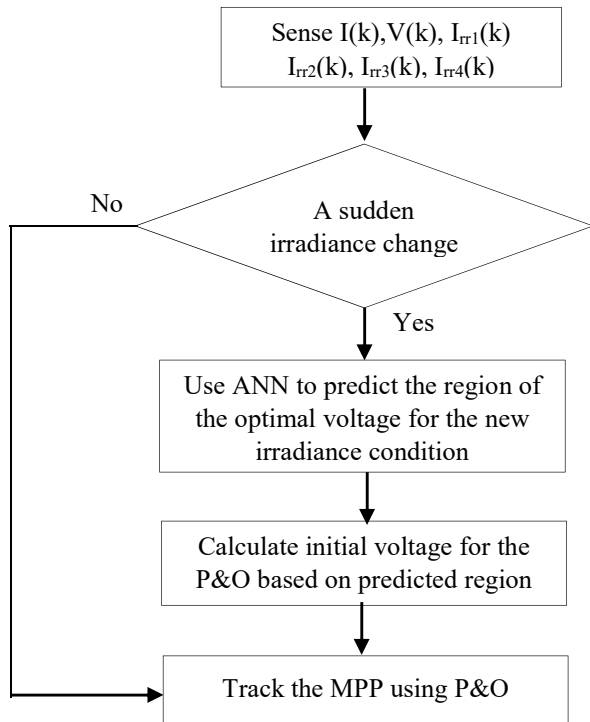 Sense I(k),V(k), Irr1(k)
Irr2(k), Irr3(k), Irr4(k)
A sudden
irradiance change
No
Yes
Use ANN to predict the region of
the optimal voltage for the new
irradiance condition
Calculate initial voltage for the
P&O based on predicted region
Track the MPP using P&O